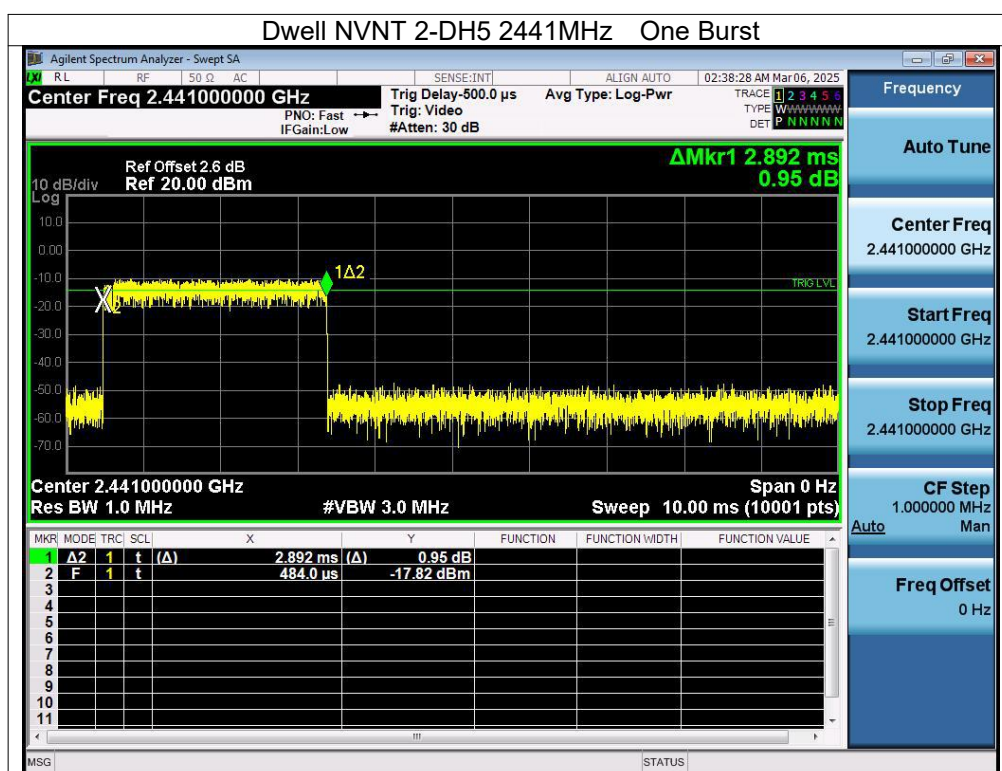 Dwell NVNT 2-DH5 2441MHz One Burst
Agilent Spectrum Analyzer - Swept SA
LXI RL RF 50 Ω AC SENSE:INT ALIGN AUTO 02:38:28 AM Mar 06, 2025
Center Freq 2.441000000 GHz
PNO: Fast
IFGain:Low
Trig Delay-500.0 µs
Trig: Video
#Atten: 30 dB
Avg Type: Log-Pwr
TRACE 1 2 3 4 5 6
TYPE WWWWWW
DET P N N N N N
ΔMkr1 2.892 ms
0.95 dB
Ref Offset 2.6 dB
10 dB/div Ref 20.00 dBm
Log
10.0
0.00
-10.0
-20.0
-30.0
-40.0
-50.0
-60.0
-70.0
1Δ2
TRIG LVL
2
Center 2.441000000 GHz Span 0 Hz
Res BW 1.0 MHz #VBW 3.0 MHz Sweep 10.00 ms (10001 pts)
MKR MODE TRC SCL X Y FUNCTION FUNCTION WIDTH FUNCTION VALUE
1 Δ2 1 t (Δ) 2.892 ms (Δ) 0.95 dB
2 F 1 t 484.0 µs -17.82 dBm
3
4
5
6
7
8
9
10
11
MSG STATUS
Frequency
Auto Tune
Center Freq
2.441000000 GHz
Start Freq
2.441000000 GHz
Stop Freq
2.441000000 GHz
CF Step
1.000000 MHz
Auto Man
Freq Offset
0 Hz